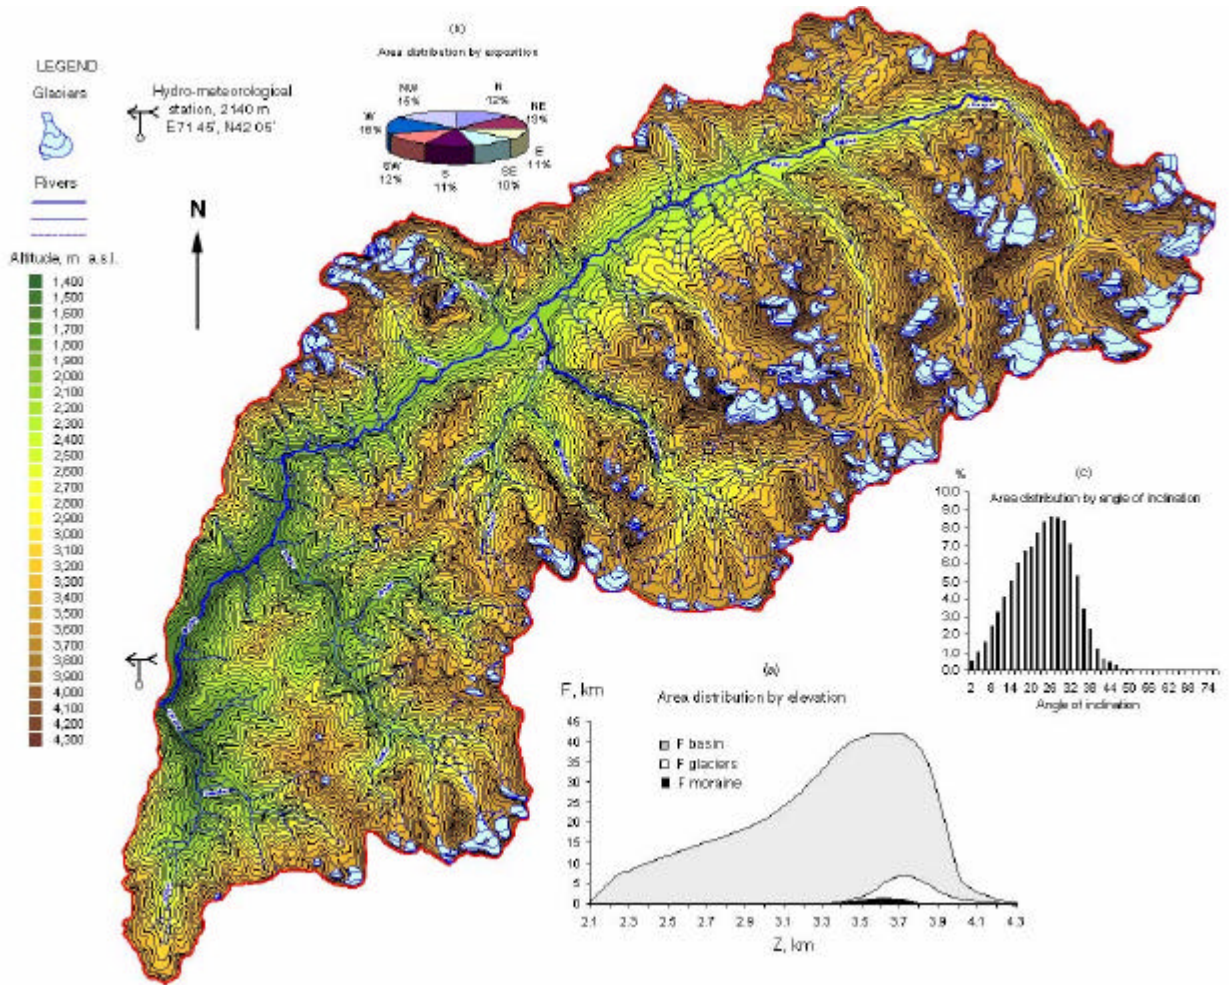 LEGEND
Glaciers
Rivers
Altitude, m a.s.l.
1,400
1,500
1,600
1,700
1,800
1,900
2,000
2,100
2,200
2,400
2,500
2,600
2,700
2,900
3,000
3,100
3,200
3,300
3,400
3,500
3,600
3,700
3,800
3,900
4,000
4,100
4,200
4,300
Hydro-meteorological
station, 2140 m
E71 45', N42 05'
N
Area distribution by exposition
NW
15%
N
12%
NE
13%
E
11%
SE
10%
S
11%
SW
12%
W
16%
(c)
%
Area distribution by angle of inclination
10.0
9.0
8.0
7.0
6.0
5.0
4.0
3.0
2.0
1.0
0.0
2 8 14 20 26 32 38 44 50 56 62 68 74
Angle of inclination
(a)
F, km
Area distribution by elevation
F basin
F glaciers
F moraine
45
40
35
30
25
20
15
10
5
0
2.1 2.3 2.5 2.7 2.9 3.1 3.3 3.5 3.7 3.9 4.1 4.3
Z, km